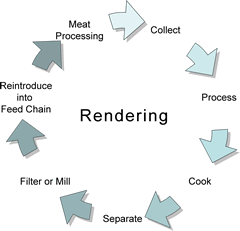 Meat
Processing
Collect
Process
Cook
Separate
Filter or Mill
Reintroduce
into
Feed Chain
Rendering